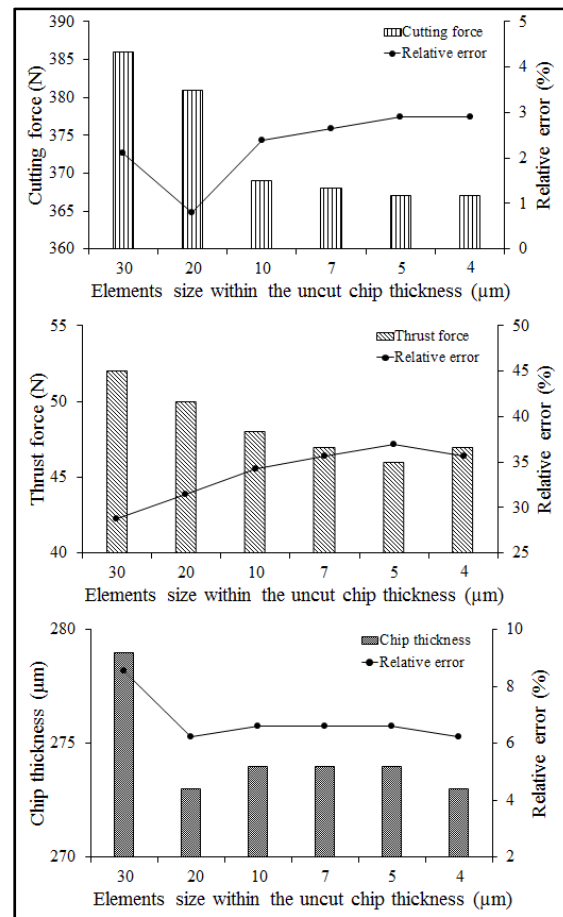 390
385
380
375
370
365
360
Cutting force (N)
Cutting force
Relative error
5
4
3
2
1
0
Relative error (%)
30 20 10 7 5 4
Elements size within the uncut chip thickness (µm)
55
50
45
40
Thrust force (N)
Thrust force
Relative error
50
45
40
35
30
25
Relative error (%)
30 20 10 7 5 4
Elements size within the uncut chip thickness (µm)
280
275
270
Chip thickness (µm)
Chip thickness
Relative error
10
8
6
4
2
Relative error (%)
30 20 10 7 5 4
Elements size within the uncut chip thickness (µm)